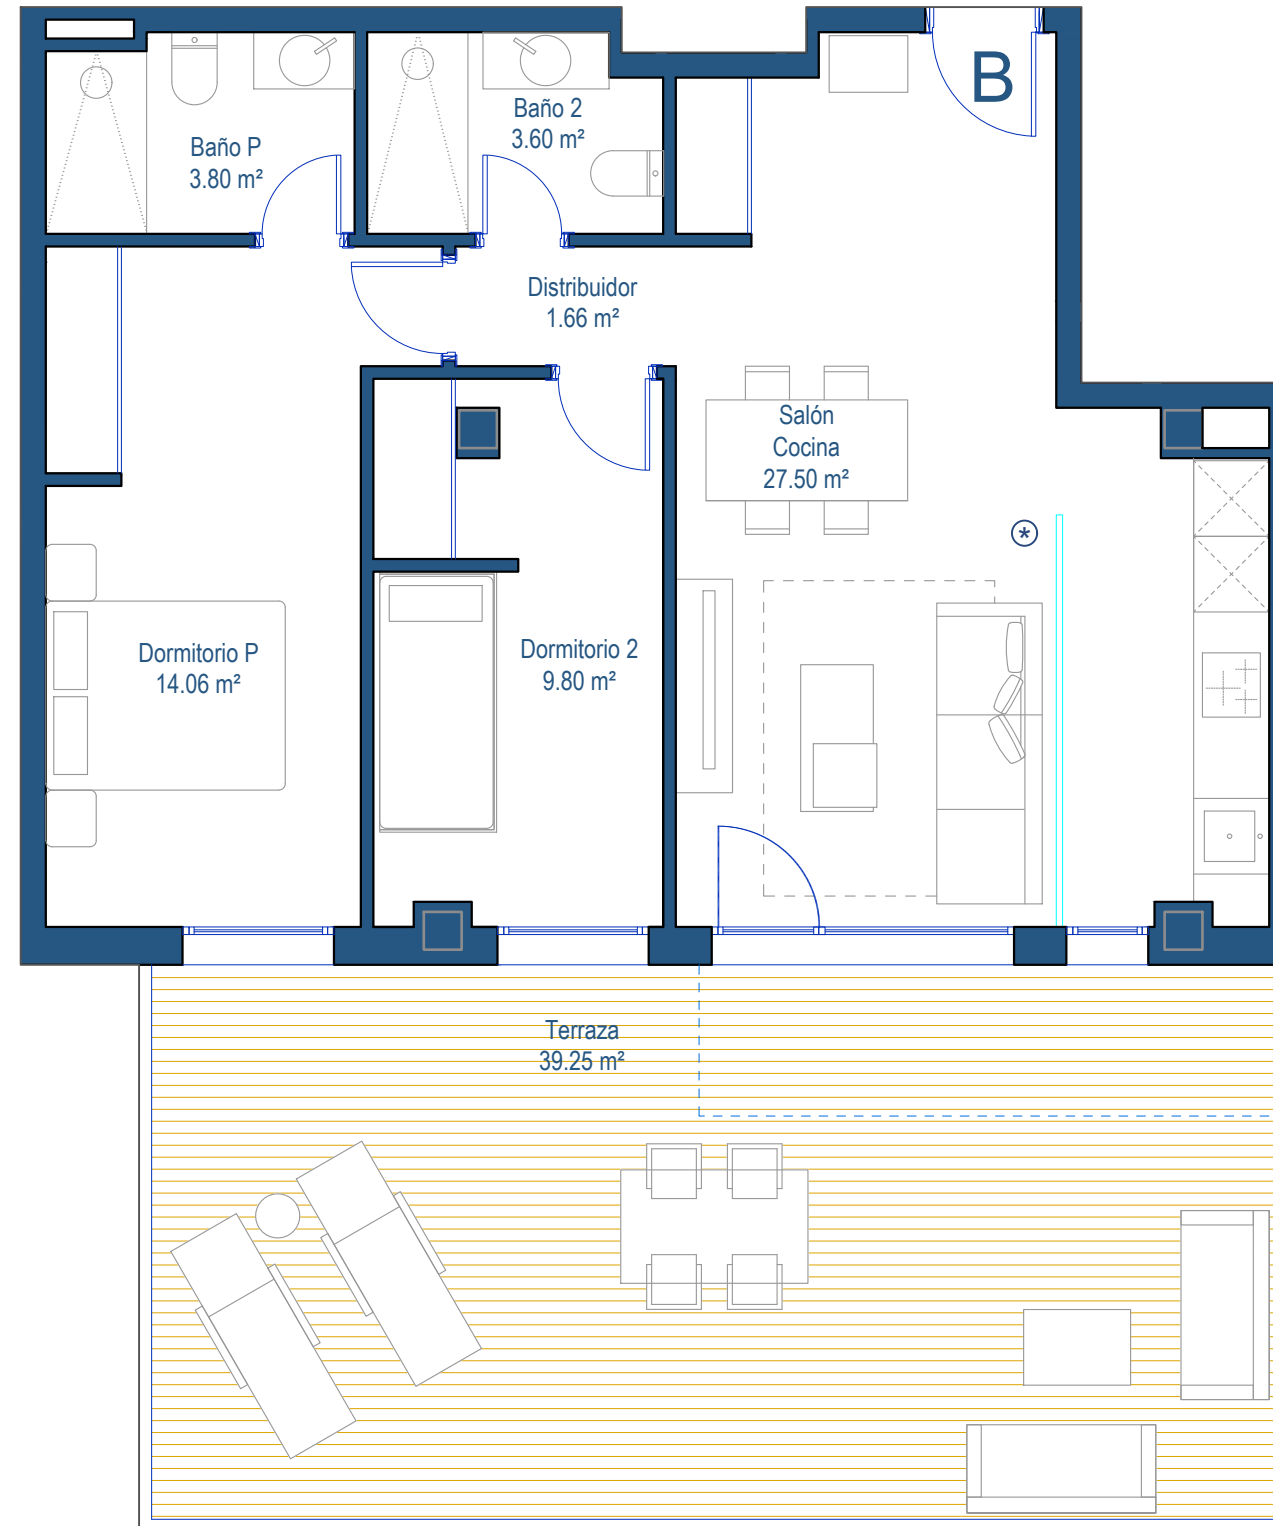 B
Baño P
3.80 m²
Baño 2
3.60 m²
Distribuidor
1.66 m²
Salón
Cocina
27.50 m²
*
Dormitorio P
14.06 m²
Dormitorio 2
9.80 m²
Terraza
39.25 m²